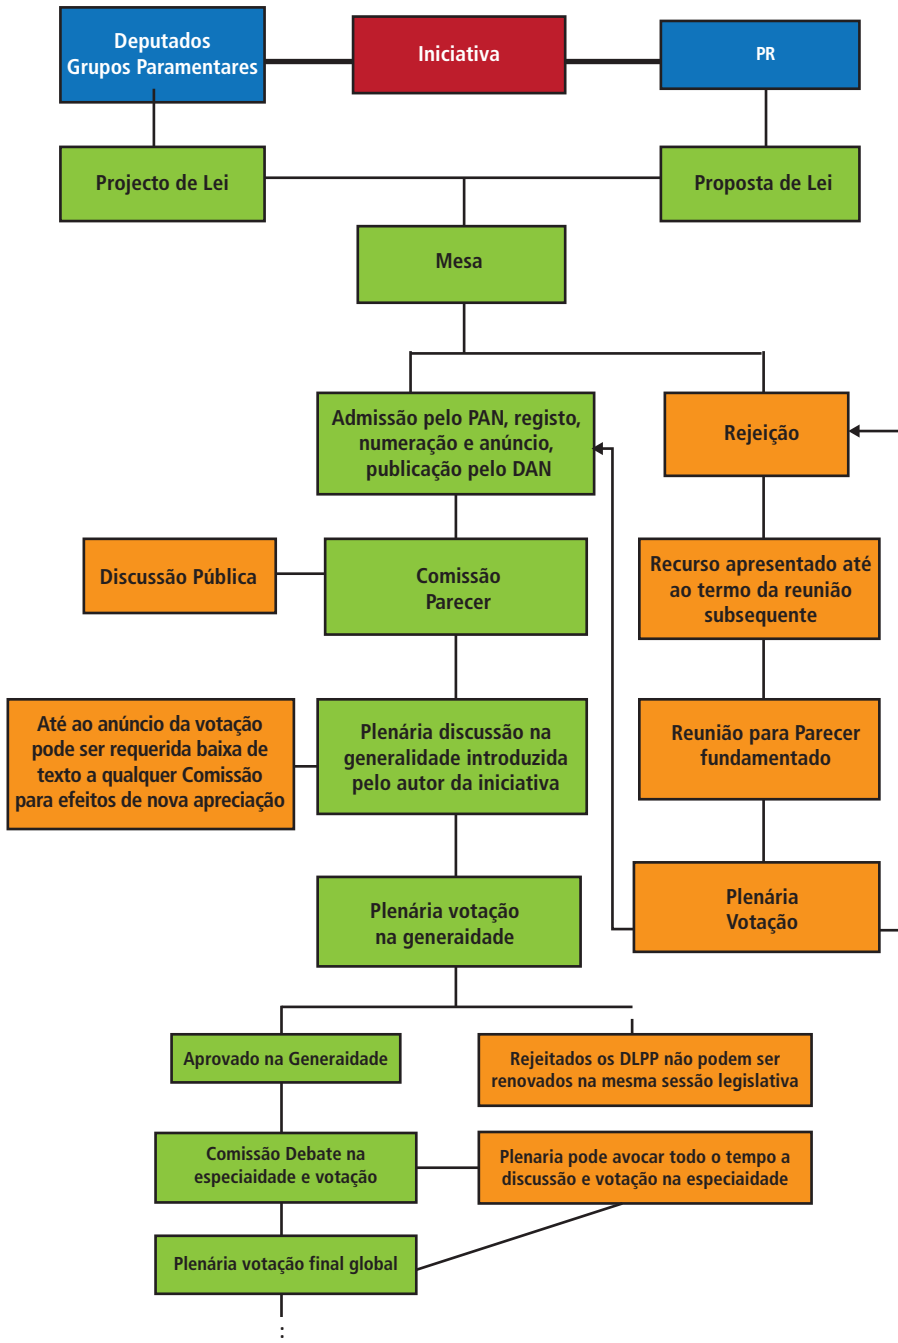 Deputados
Grupos Paramentares
Iniciativa
PR
Projecto de Lei
Proposta de Lei
Mesa
Admissão pelo PAN, registo,
numeração e anúncio,
publicação pelo DAN
Rejeição
Discussão Pública
Comissão
Parecer
Recurso apresentado até
ao termo da reunião
subsequente
Até ao anúncio da votação
pode ser requerida baixa de
texto a qualquer Comissão
para efeitos de nova apreciação
Plenária discussão na
generalidade introduzida
pelo autor da iniciativa
Reunião para Parecer
fundamentado
Plenária votação
na generaidade
Plenária
Votação
Aprovado na Generaidade
Rejeitados os DLPP não podem ser
renovados na mesma sessão legislativa
Comissão Debate na
especiaidade e votação
Plenaria pode avocar todo o tempo a
discussão e votação na especiaidade
Plenária votação final global